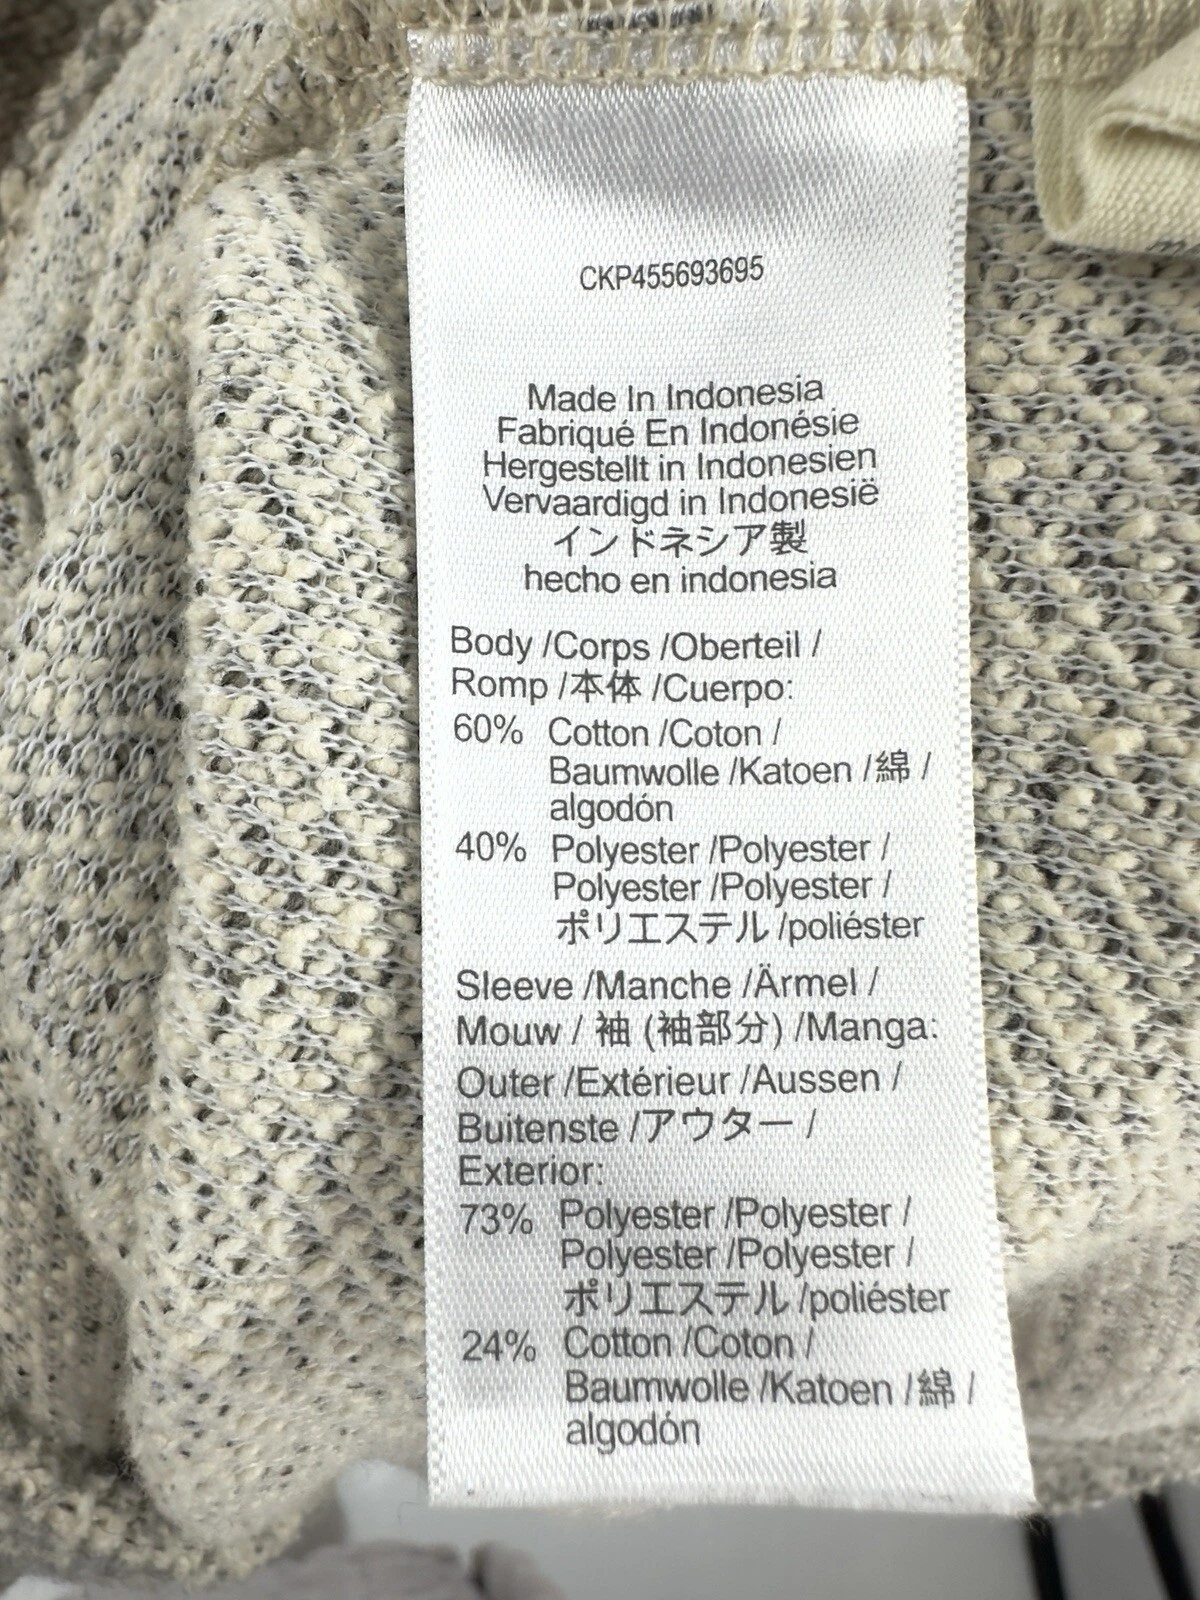 CKP455693695
Made In Indonesia
Fabriqué En Indonésie
Hergestellt in Indonesien
Vervaardigd in Indonesië
インドネシア製
hecho en indonesia
Body /Corps /Oberteil /
Romp /本体 /Cuerpo:
60% Cotton /Coton /
Baumwolle /Katoen /綿 /
algodón
40% Polyester /Polyester /
Polyester /Polyester /
ポリエステル /poliéster
Sleeve /Manche /Ärmel /
Mouw / 袖 (袖部分) /Manga:
Outer /Extérieur /Aussen /
Buitenste /アウター /
Exterior:
73% Polyester /Polyester /
Polyester /Polyester /
ポリエステル /poliéster
24% Cotton /Coton /
Baumwolle /Katoen /綿 /
algodón